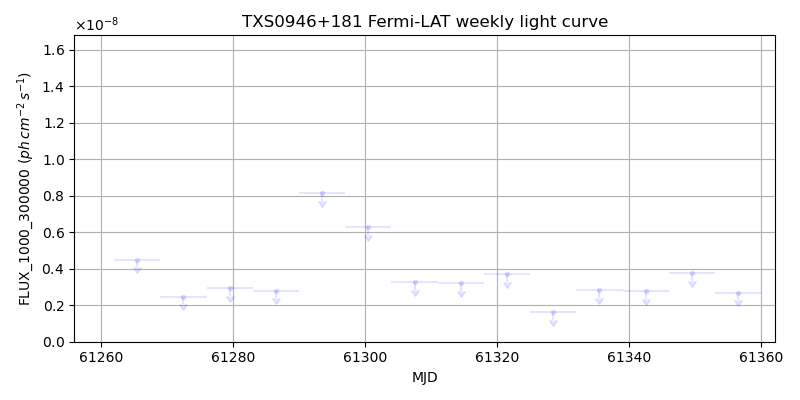 TXS0946+181 Fermi-LAT weekly light curve
×10⁻⁸
1.6
1.4
1.2
1.0
0.8
0.6
0.4
0.2
0.0
FLUX_1000_300000 (ph cm⁻² s⁻¹)
61260 61280 61300 61320 61340 61360
MJD